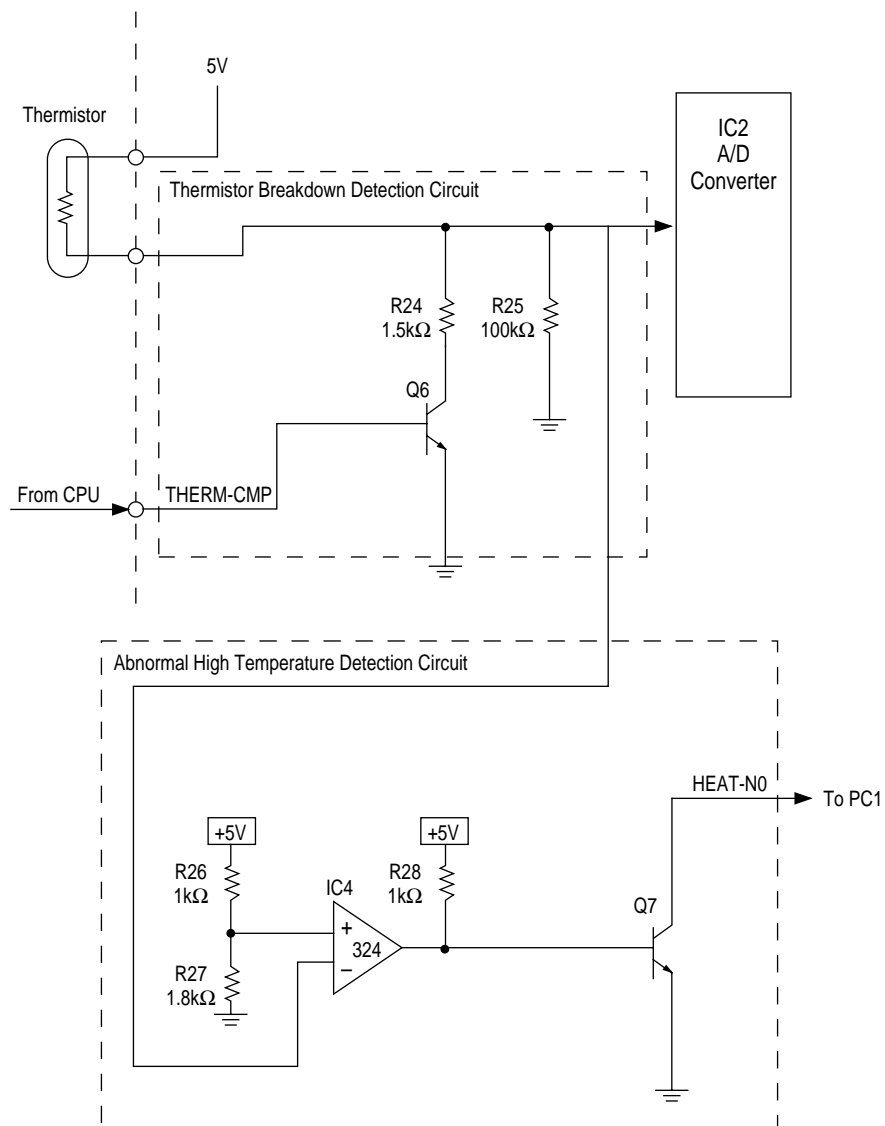 5V
Thermistor
IC2
A/D
Converter
Thermistor Breakdown Detection Circuit
R24
1.5kΩ
R25
100kΩ
Q6
From CPU
THERM-CMP
Abnormal High Temperature Detection Circuit
HEAT-N0
To PC1
+5V
+5V
R26
1kΩ
R28
1kΩ
IC4
Q7
+
324
−
R27
1.8kΩ